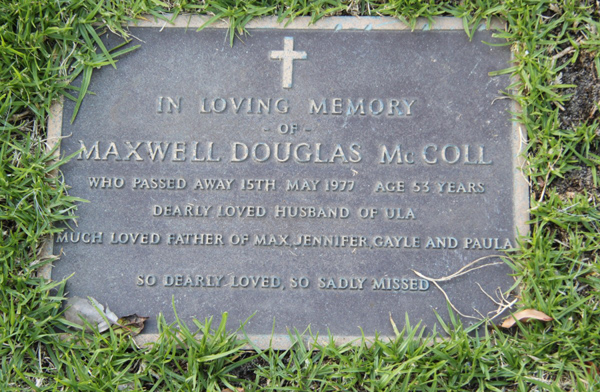 IN LOVING MEMORY
- OF -
MAXWELL DOUGLAS McCOLL
WHO PASSED AWAY 15TH MAY 1977 AGE 53 YEARS
DEARLY LOVED HUSBAND OF ULA
MUCH LOVED FATHER OF MAX, JENNIFER, GAYLE AND PAULA
SO DEARLY LOVED, SO SADLY MISSED